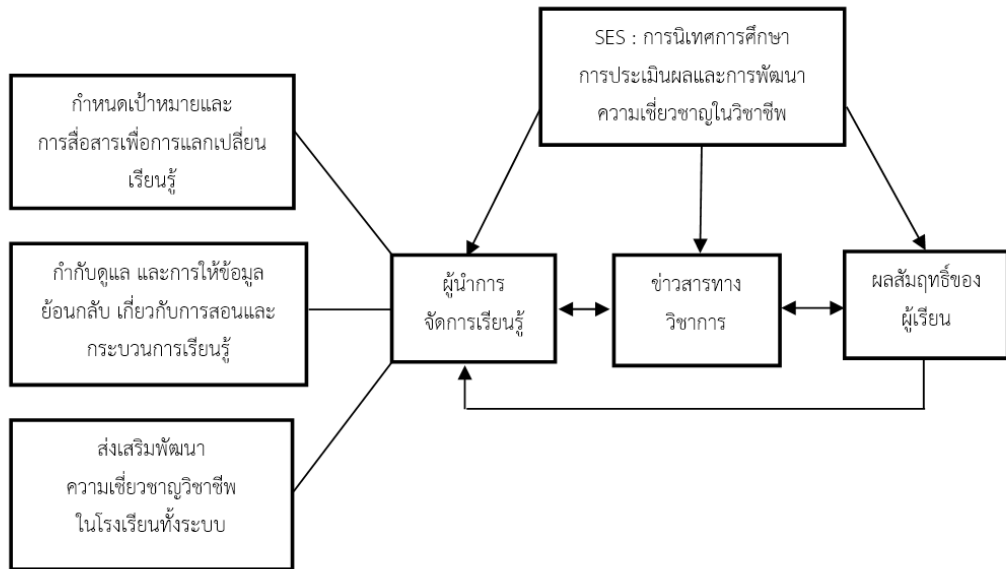 SES : การนิเทศการศึกษา
การประเมินผลและการพัฒนา
ความเชี่ยวชาญในวิชาชีพ
กำหนดเป้าหมายและ
การสื่อสารเพื่อการแลกเปลี่ยน
เรียนรู้
กำกับดูแล และการให้ข้อมูล
ย้อนกลับ เกี่ยวกับการสอนและ
กระบวนการเรียนรู้
ส่งเสริมพัฒนา
ความเชี่ยวชาญวิชาชีพ
ในโรงเรียนทั้งระบบ
ผู้นำการ
จัดการเรียนรู้
ข่าวสารทาง
วิชาการ
ผลสัมฤทธิ์ของ
ผู้เรียน